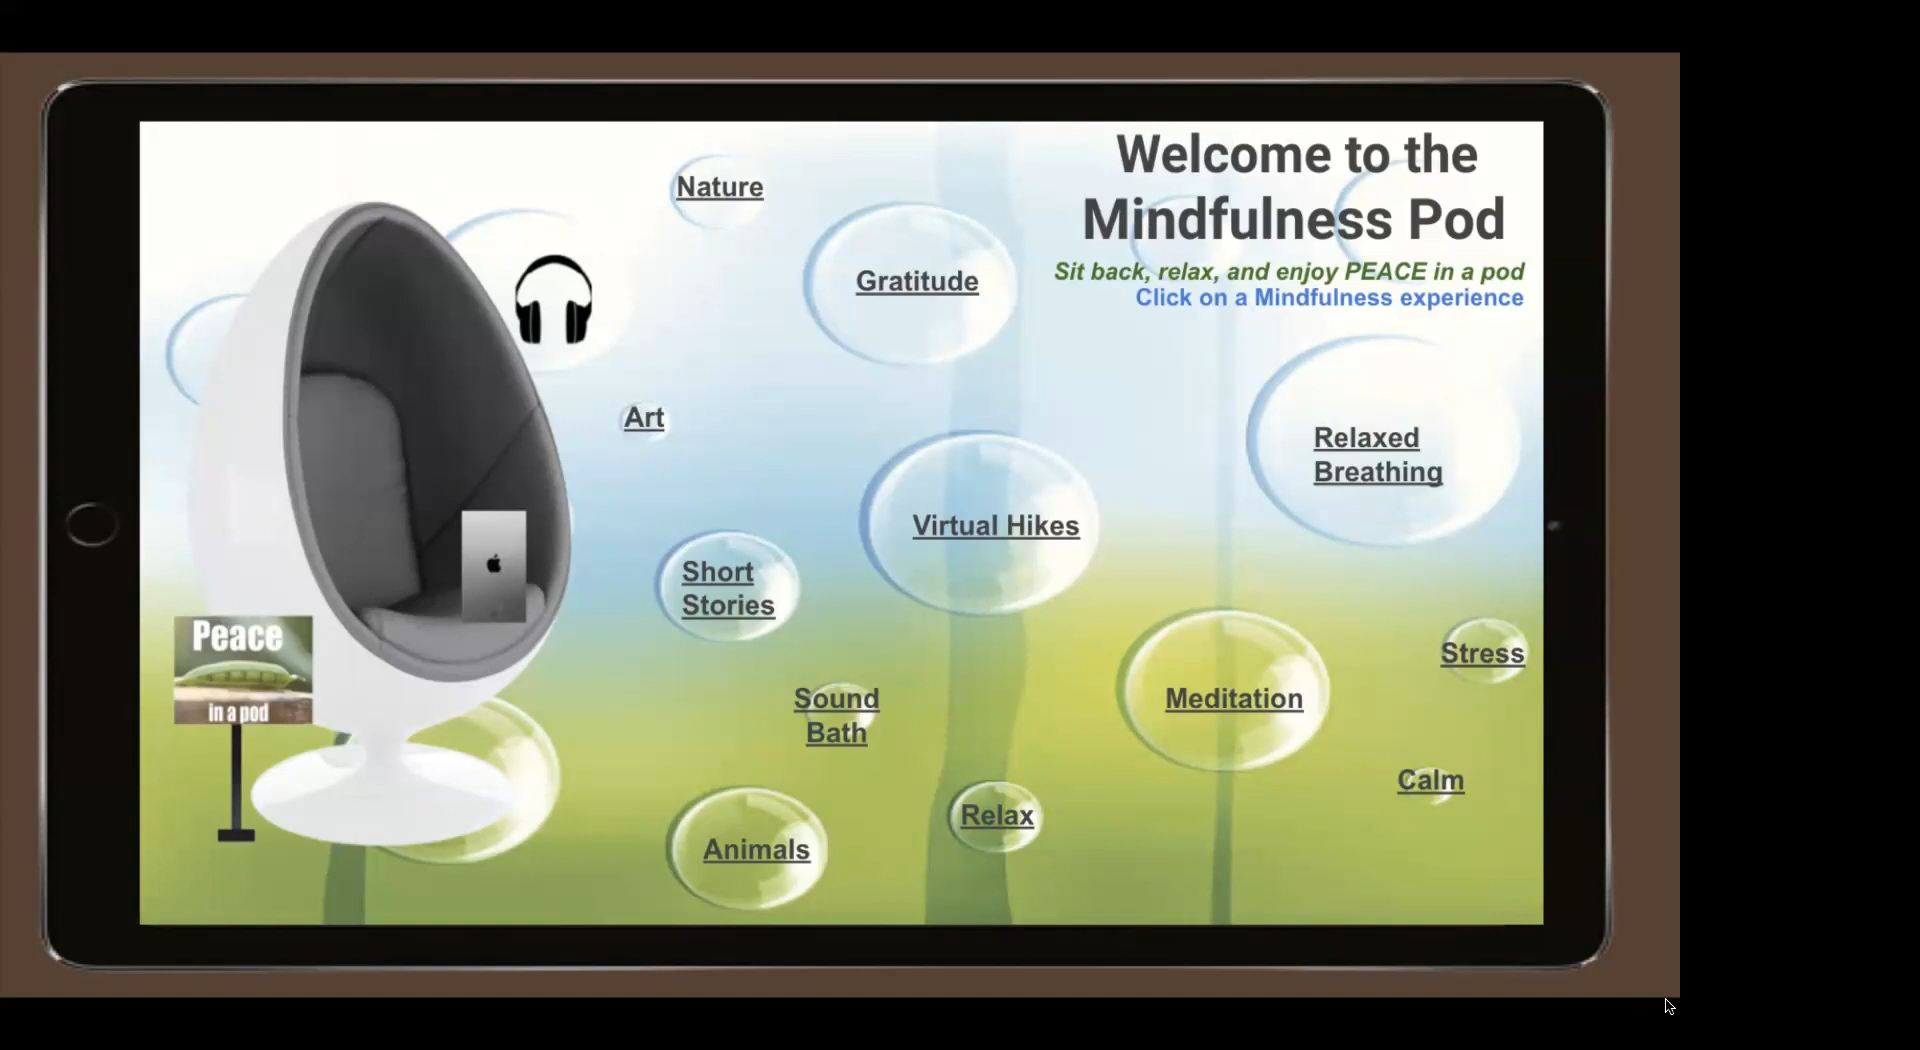 Welcome to the
Mindfulness Pod
Sit back, relax, and enjoy PEACE in a pod
Click on a Mindfulness experience
Nature
Gratitude
Art
Relaxed
Breathing
Virtual Hikes
Short
Stories
Stress
Sound
Bath
Meditation
Calm
Relax
Animals
Peace
in a pod